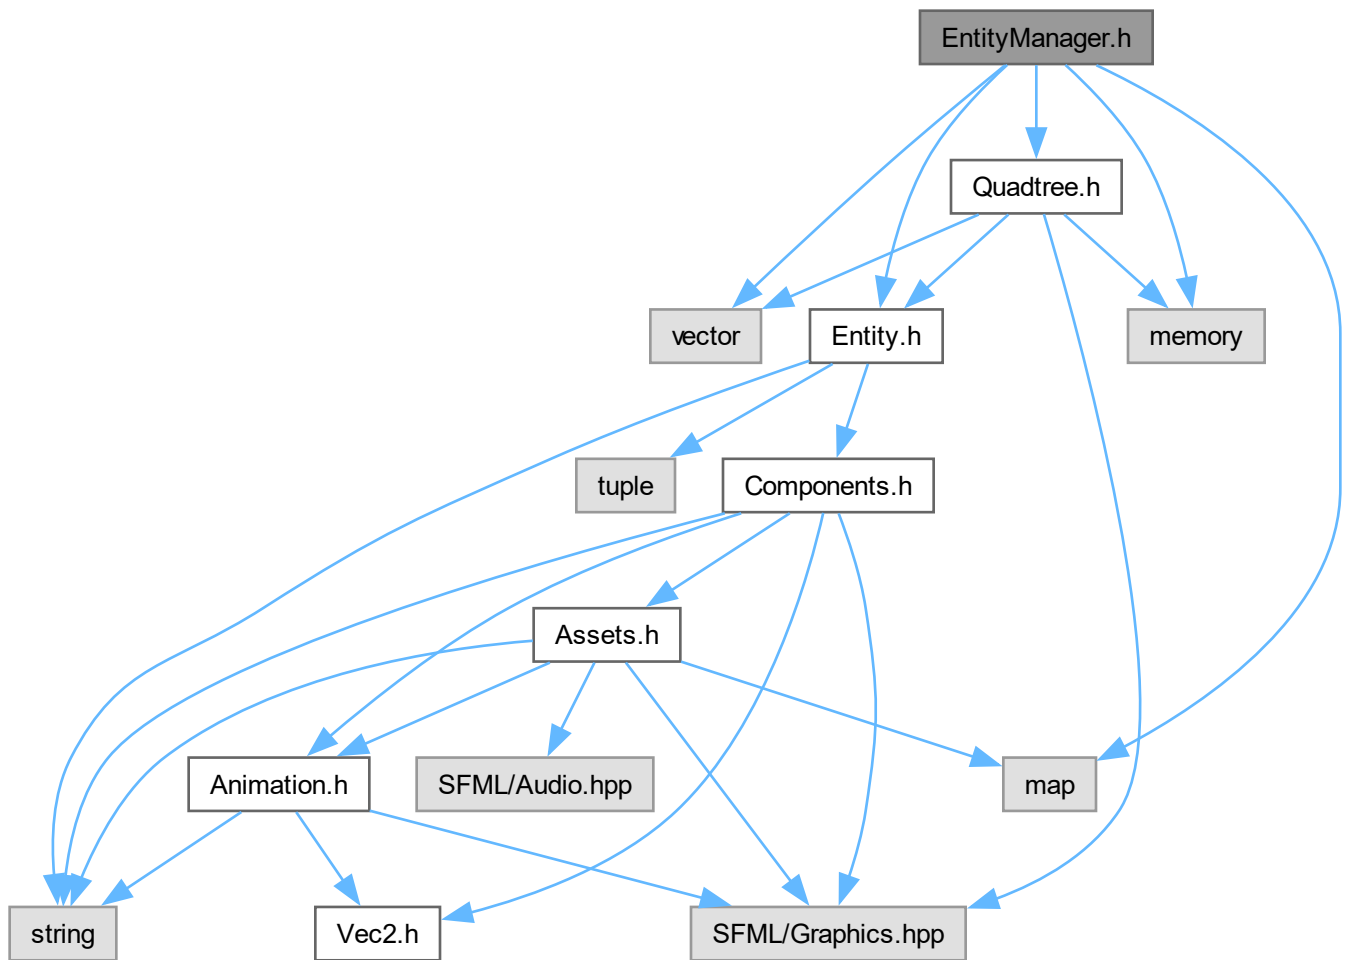 EntityManager.h
Quadtree.h
vector
Entity.h
memory
tuple
Components.h
Assets.h
Animation.h
SFML/Audio.hpp
map
string
Vec2.h
SFML/Graphics.hpp